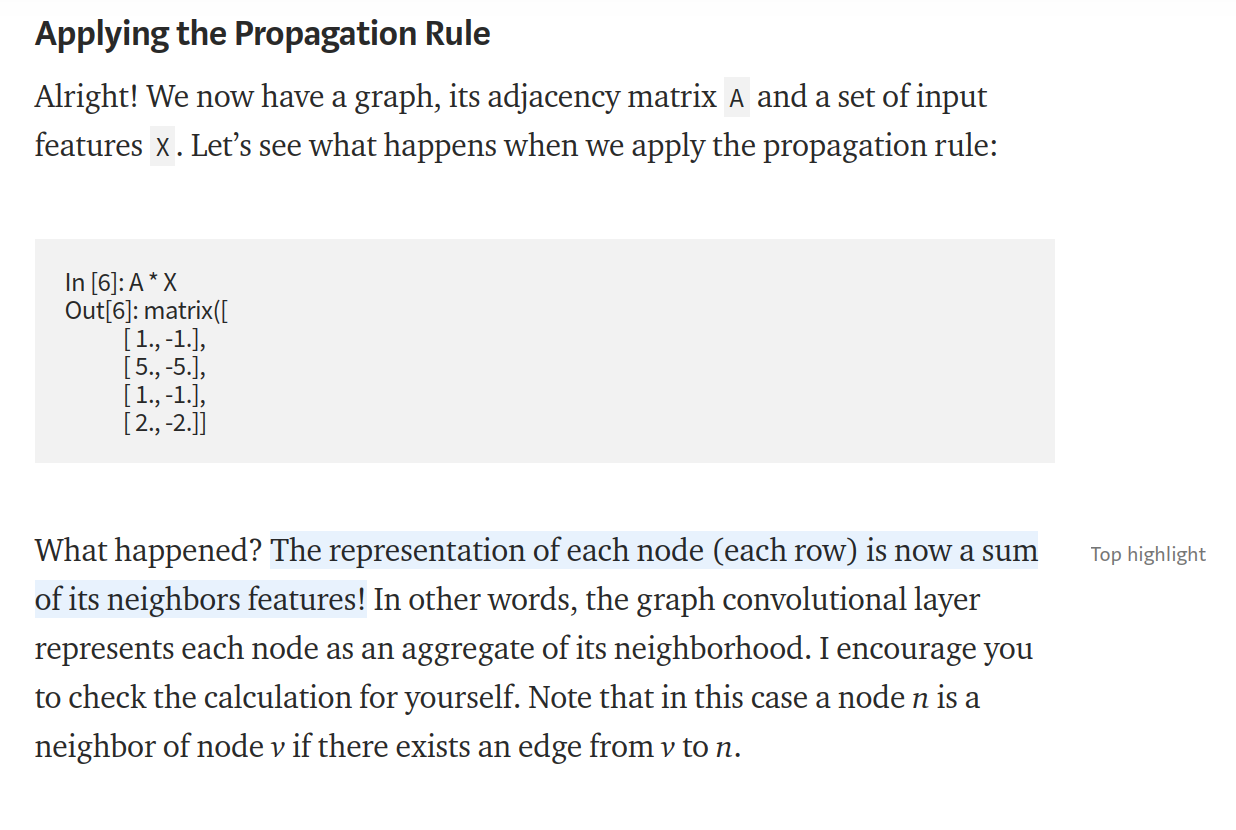 Applying the Propagation Rule
Alright! We now have a graph, its adjacency matrix A and a set of input
features X. Let’s see what happens when we apply the propagation rule:
In [6]: A * X
Out[6]: matrix([
[ 1., -1.],
[ 5., -5.],
[ 1., -1.],
[ 2., -2.]]
What happened? The representation of each node (each row) is now a sum
Top highlight
of its neighbors features! In other words, the graph convolutional layer
represents each node as an aggregate of its neighborhood. I encourage you
to check the calculation for yourself. Note that in this case a node n is a
neighbor of node v if there exists an edge from v to n.